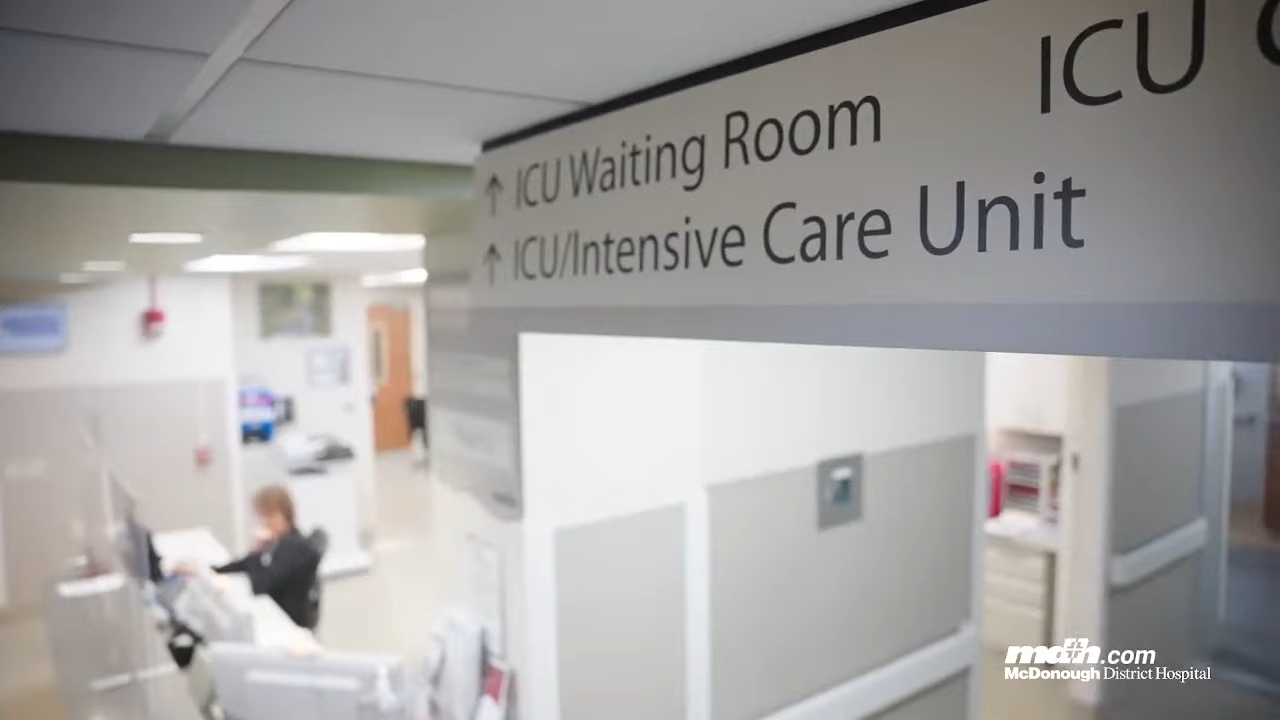 ↑ ICU Waiting Room
↑ ICU/Intensive Care Unit
ICU
mdh.com
McDonough District Hospital